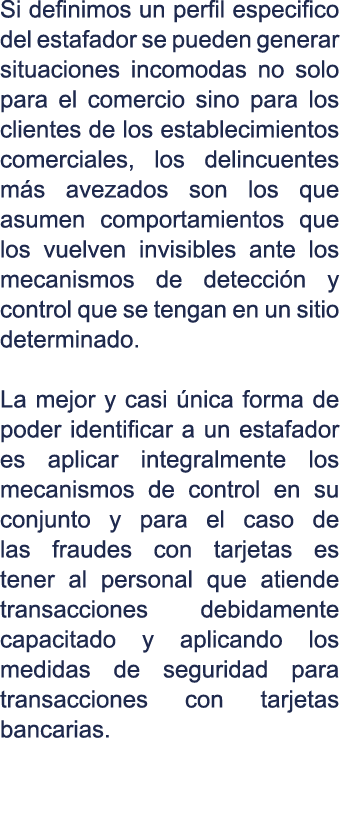 Si definimos un perfil especifico
del estafador se pueden generar
situaciones incomodas no solo
para el comercio sino para los
clientes de los establecimientos
comerciales, los delincuentes
más avezados son los que
asumen comportamientos que
los vuelven invisibles ante los
mecanismos de detección y
control que se tengan en un sitio
determinado.

La mejor y casi única forma de
poder identificar a un estafador
es aplicar integralmente los
mecanismos de control en su
conjunto y para el caso de
las fraudes con tarjetas es
tener al personal que atiende
transacciones debidamente
capacitado y aplicando los
medidas de seguridad para
transacciones con tarjetas
bancarias.